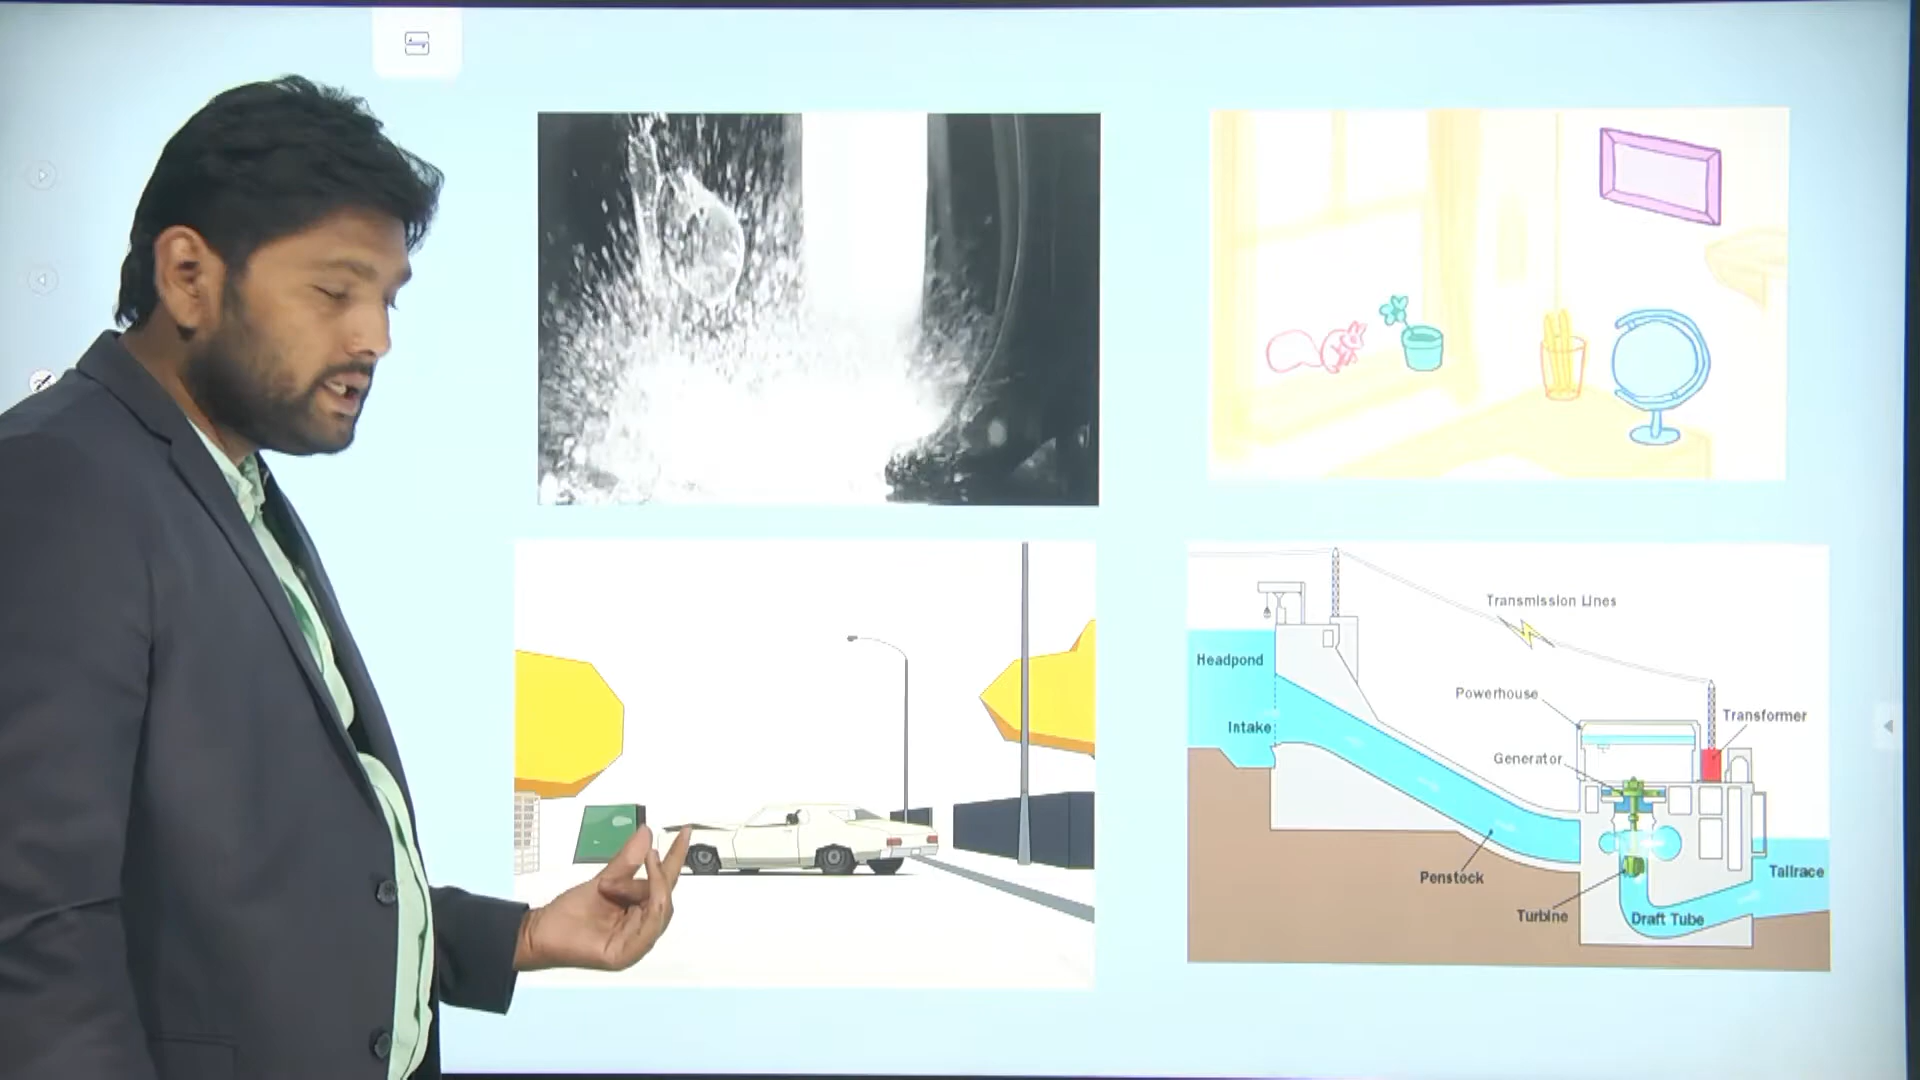 Transmission Lines
Headpond
Powerhouse
Transformer
Intake
Generator
Penstock
Tailrace
Turbine
Draft Tube